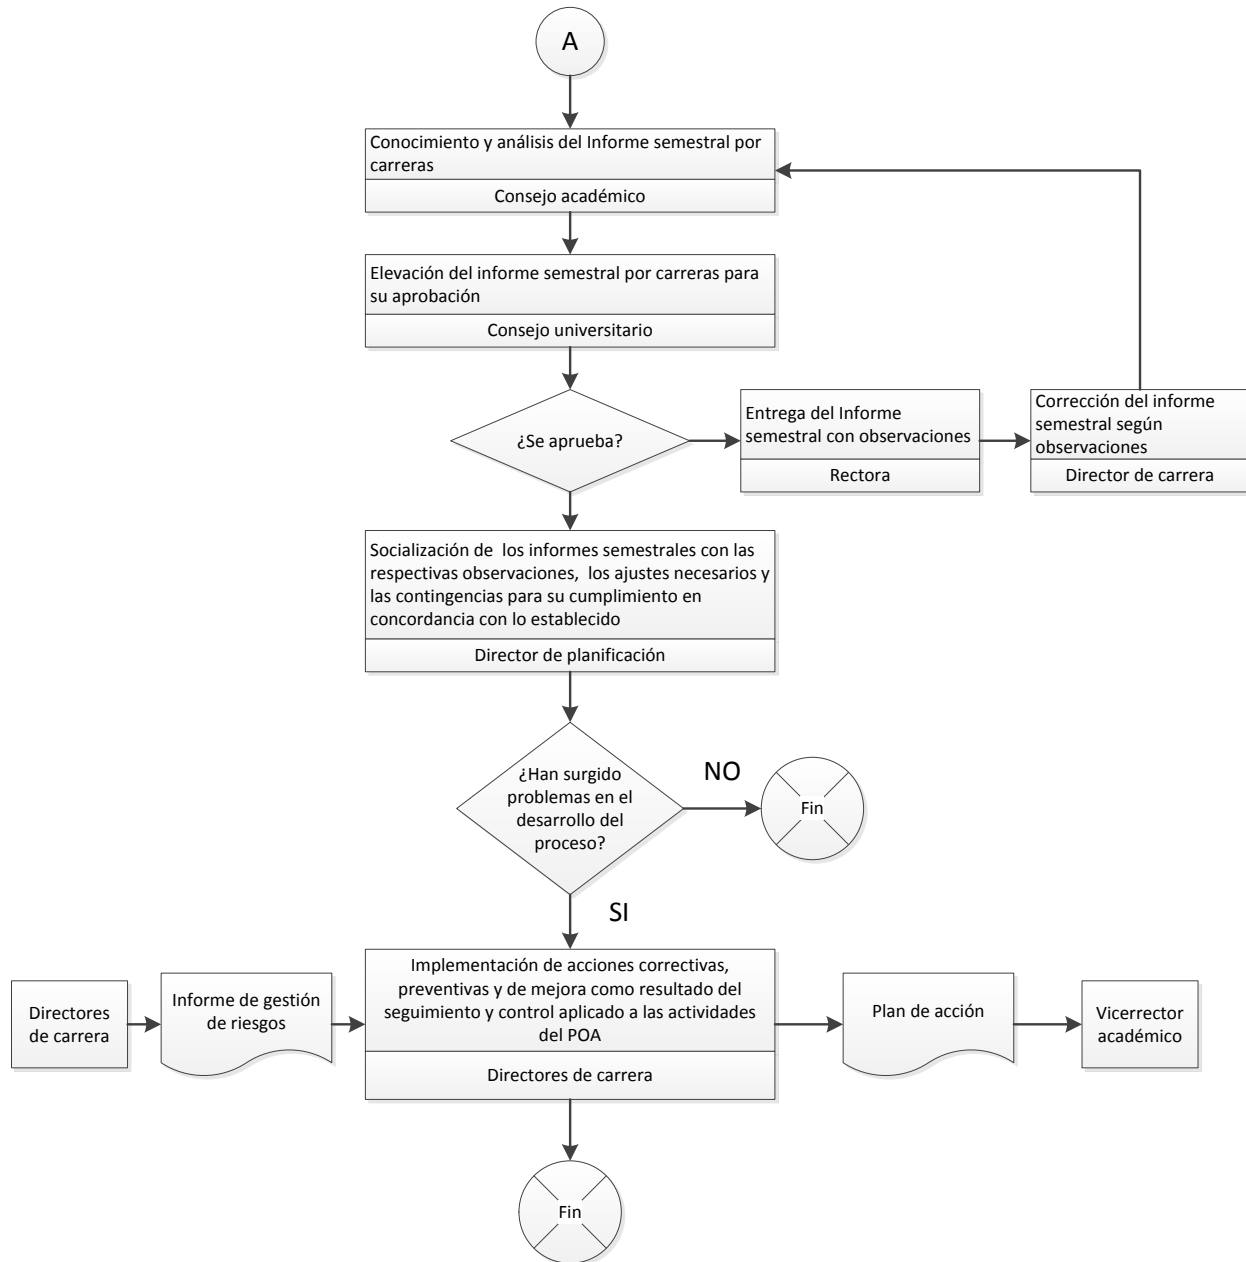 A
Conocimiento y análisis del Informe semestral por
carreras
Consejo académico
Elevación del informe semestral por carreras para
su aprobación
Consejo universitario
¿Se aprueba?
Entrega del Informe
semestral con observaciones
Rectora
Corrección del informe
semestral según
observaciones
Director de carrera
Socialización de los informes semestrales con las
respectivas observaciones, los ajustes necesarios y
las contingencias para su cumplimiento en
concordancia con lo establecido
Director de planificación
¿Han surgido
problemas en el
desarrollo del
proceso?
NO
Fin
SI
Directores
de carrera
Informe de gestión
de riesgos
Implementación de acciones correctivas,
preventivas y de mejora como resultado del
seguimiento y control aplicado a las actividades
del POA
Directores de carrera
Plan de acción
Vicerrector
académico
Fin